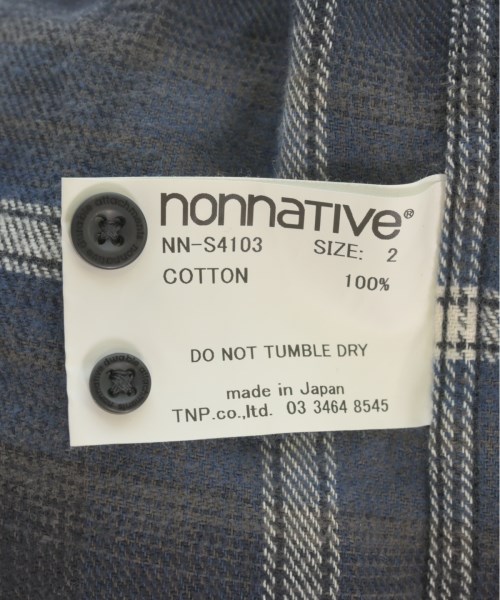 nonnative®
NN-S4103 SIZE: 2
COTTON 100%
DO NOT TUMBLE DRY
made in Japan
TNP.co.,ltd. 03 3464 8545